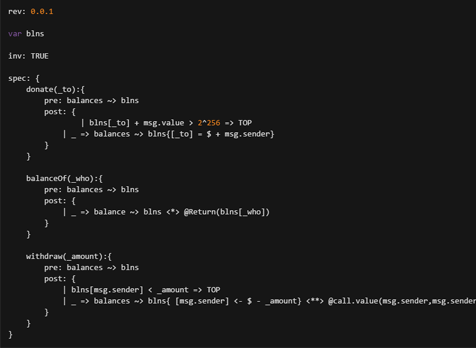 rev: 0.0.1
var blns
inv: TRUE
spec: {
donate(_to):{
pre: balances ~> blns
post: {
| blns[_to] + msg.value > 2^256 => TOP
| _ => balances ~> blns{[_to] = $ + msg.sender}
}
}
balanceOf(_who):{
pre: balances ~> blns
post: {
| _ => balance ~> blns <*> @Return(blns[_who])
}
}
withdraw(_amount):{
pre: balances ~> blns
post: {
| blns[msg.sender] < _amount => TOP
| _ => balances ~> blns{ [msg.sender] <- $ - _amount} <**> @call.value(msg.sender,msg.sender
}
}
}